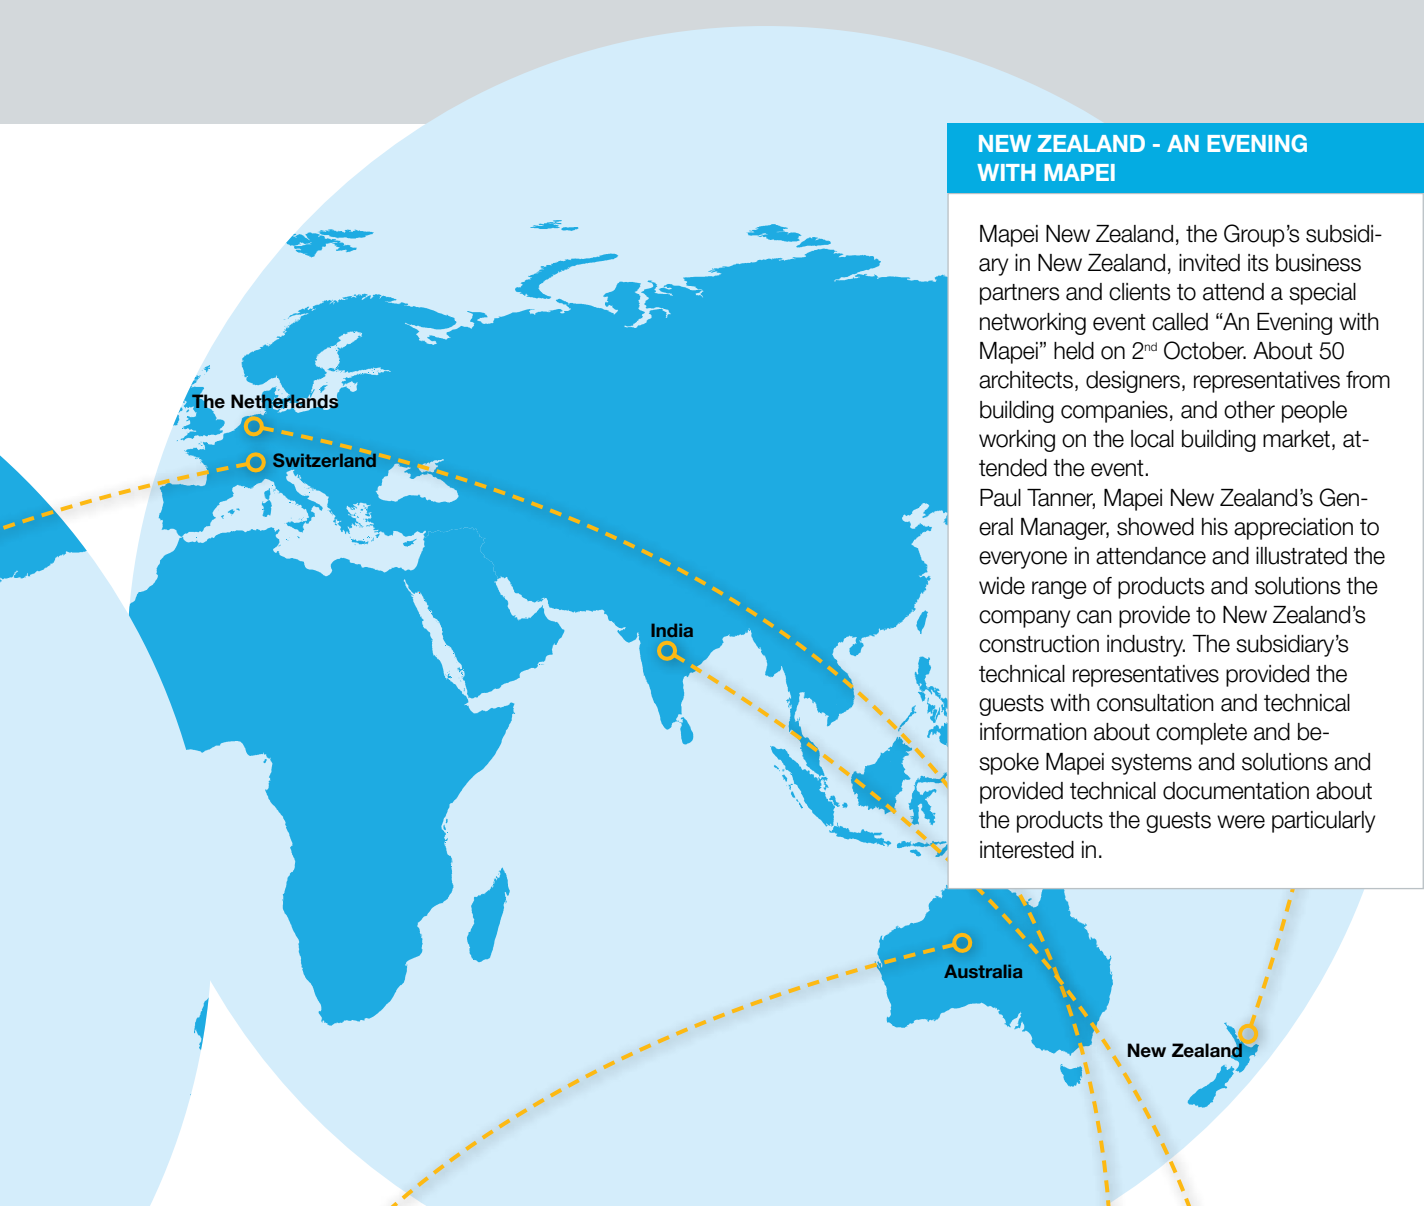 NEW ZEALAND - AN EVENING
WITH MAPEI
Mapei New Zealand, the Group’s subsidi-
ary in New Zealand, invited its business
partners and clients to attend a special
networking event called “An Evening with
Mapei” held on 2nd October. About 50
architects, designers, representatives from
building companies, and other people
working on the local building market, at-
tended the event.
Paul Tanner, Mapei New Zealand’s Gen-
eral Manager, showed his appreciation to
everyone in attendance and illustrated the
wide range of products and solutions the
company can provide to New Zealand’s
construction industry. The subsidiary’s
technical representatives provided the
guests with consultation and technical
information about complete and be-
spoke Mapei systems and solutions and
provided technical documentation about
the products the guests were particularly
interested in.
The Netherlands
Switzerland
India
Australia
New Zealand